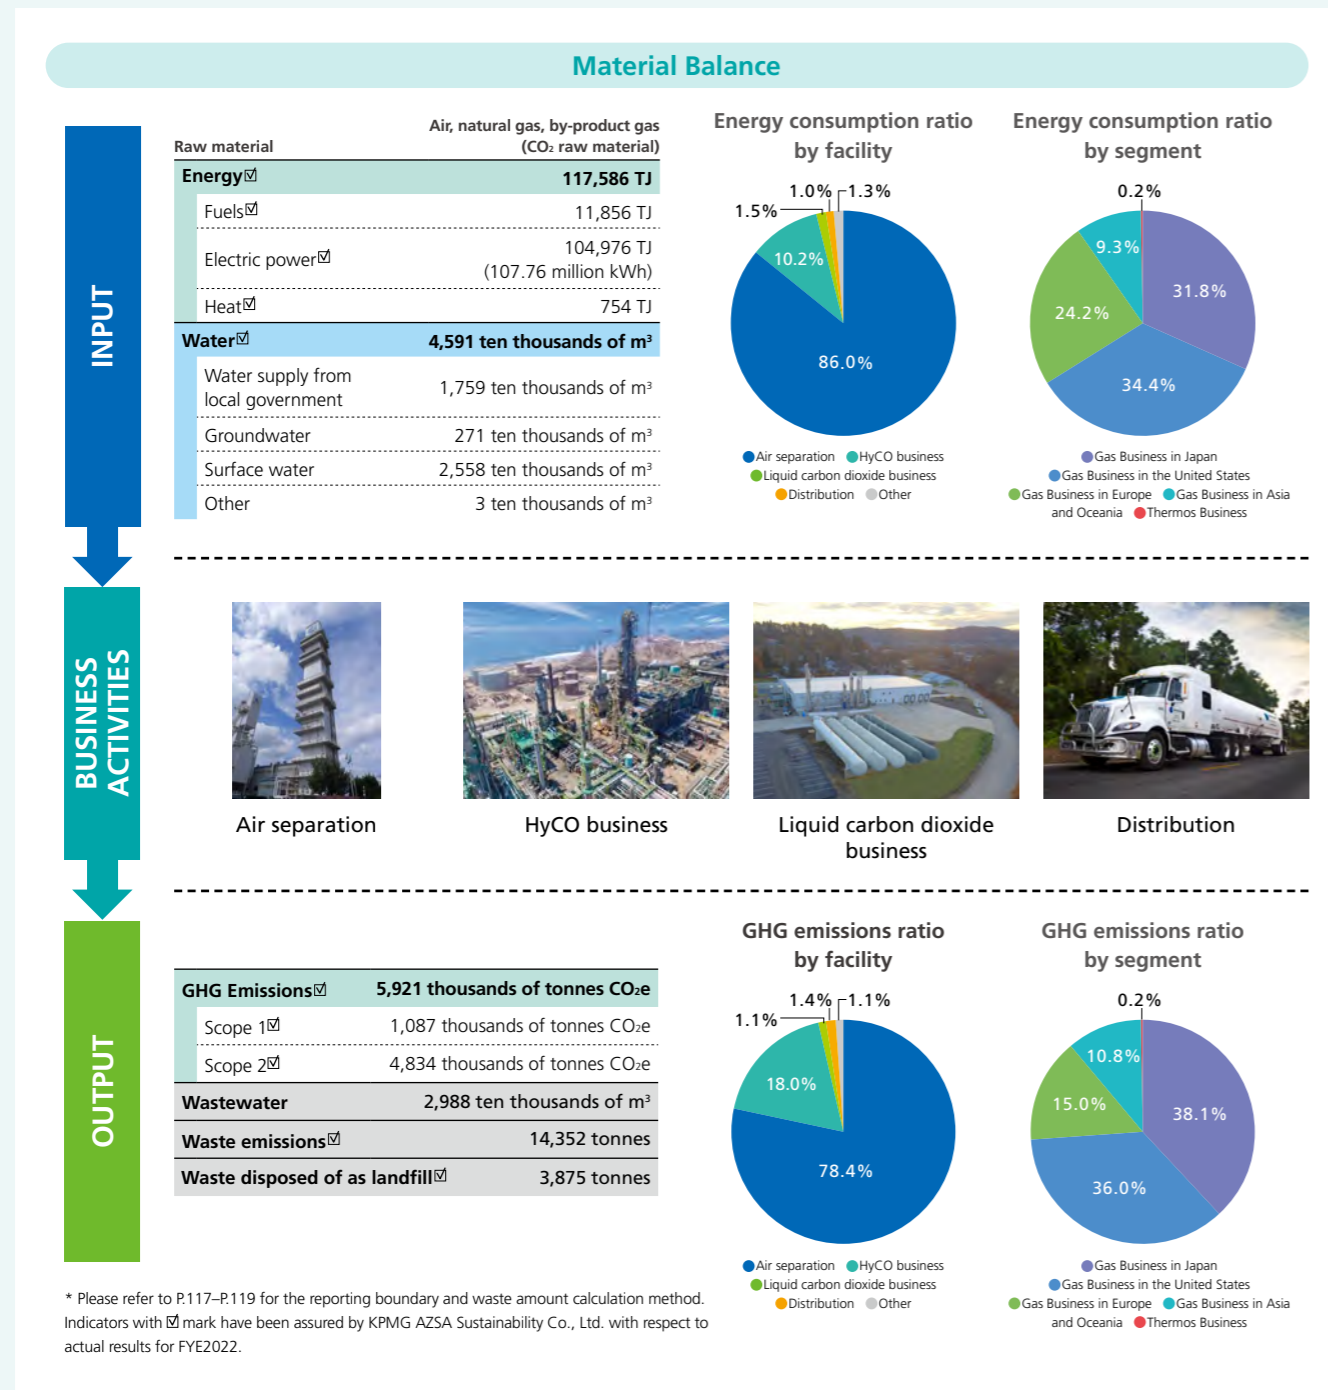 Material Balance
INPUT
Raw material
Air, natural gas, by-product gas
(CO₂ raw material)
Energy☑ 117,586 TJ
Fuels☑ 11,856 TJ
Electric power☑ 104,976 TJ
(107.76 million kWh)
Heat☑ 754 TJ
Water☑ 4,591 ten thousands of m³
Water supply from
local government 1,759 ten thousands of m³
Groundwater 271 ten thousands of m³
Surface water 2,558 ten thousands of m³
Other 3 ten thousands of m³
Energy consumption ratio
by facility
1.0% 1.3%
1.5%
10.2%
86.0%
Air separation HyCO business
Liquid carbon dioxide business
Distribution Other
Energy consumption ratio
by segment
0.2%
9.3%
31.8%
24.2%
34.4%
Gas Business in Japan
Gas Business in the United States
Gas Business in Europe Gas Business in Asia
and Oceania Thermos Business
BUSINESS
ACTIVITIES
Air separation
HyCO business
Liquid carbon dioxide
business
Distribution
OUTPUT
GHG Emissions☑ 5,921 thousands of tonnes CO₂e
Scope 1☑ 1,087 thousands of tonnes CO₂e
Scope 2☑ 4,834 thousands of tonnes CO₂e
Wastewater 2,988 ten thousands of m³
Waste emissions☑ 14,352 tonnes
Waste disposed of as landfill☑ 3,875 tonnes
GHG emissions ratio
by facility
1.4% 1.1%
1.1%
18.0%
78.4%
Air separation HyCO business
Liquid carbon dioxide business
Distribution Other
GHG emissions ratio
by segment
0.2%
10.8%
15.0%
38.1%
36.0%
Gas Business in Japan
Gas Business in the United States
Gas Business in Europe Gas Business in Asia
and Oceania Thermos Business
* Please refer to P.117–P.119 for the reporting boundary and waste amount calculation method.
Indicators with ☑ mark have been assured by KPMG AZSA Sustainability Co., Ltd. with respect to
actual results for FYE2022.